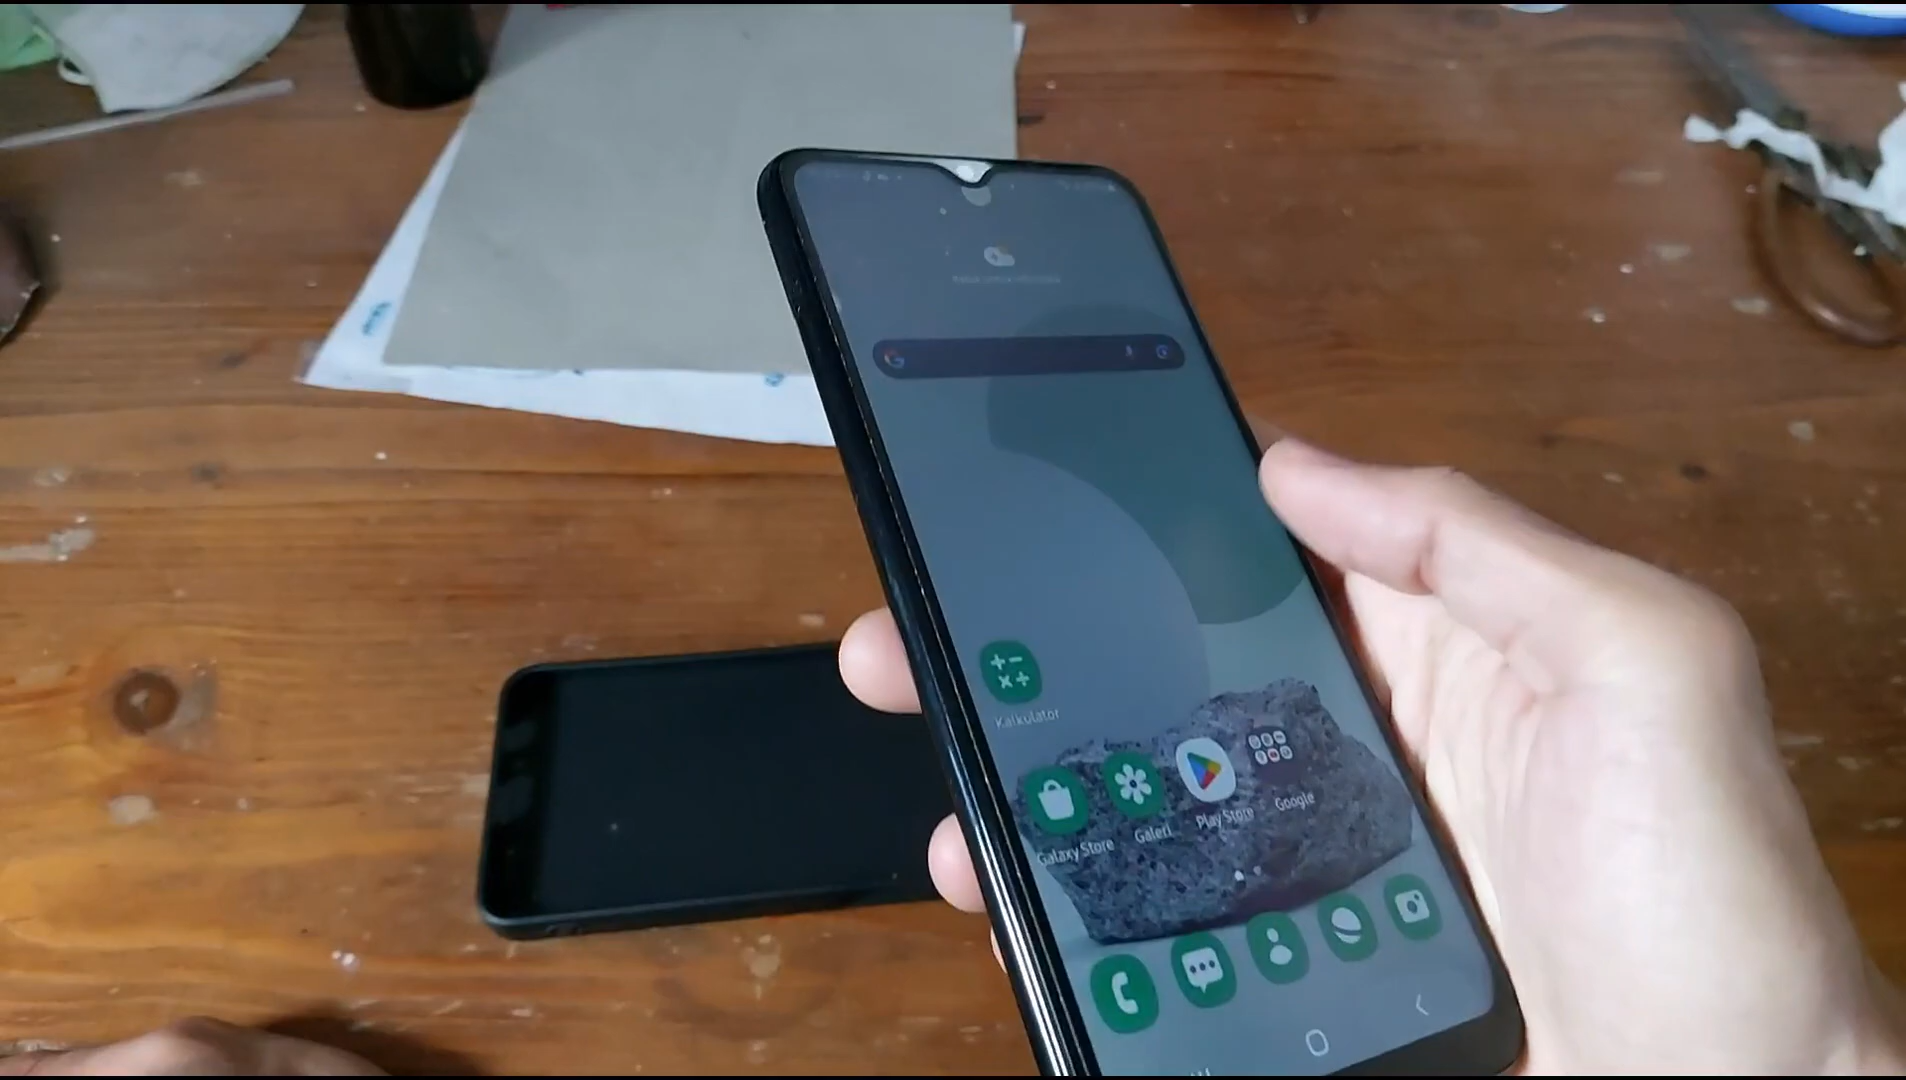 Kalkulator
Galaxy Store
Galeri
Play Store
Google